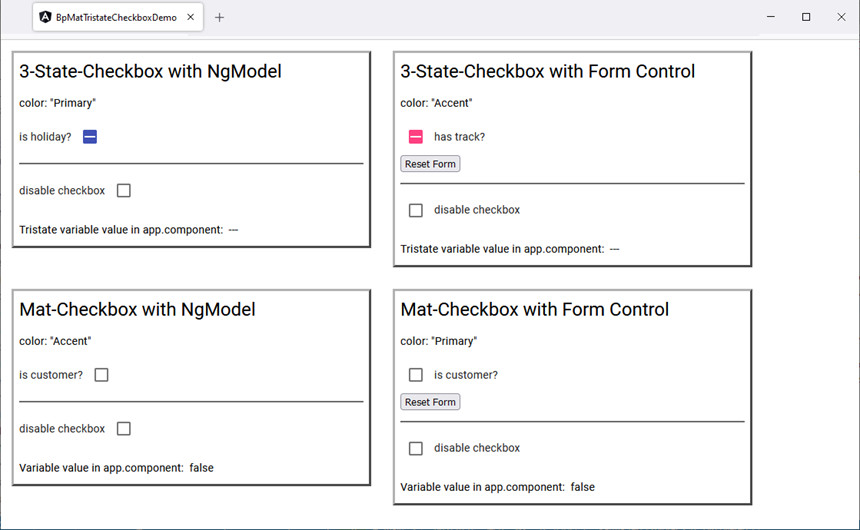 BpMatTristateCheckboxDemo
3-State-Checkbox with NgModel
color: "Primary"
is holiday?
disable checkbox
Tristate variable value in app.component: ---
3-State-Checkbox with Form Control
color: "Accent"
has track?
Reset Form
disable checkbox
Tristate variable value in app.component: ---
Mat-Checkbox with NgModel
color: "Accent"
is customer?
disable checkbox
Variable value in app.component: false
Mat-Checkbox with Form Control
color: "Primary"
is customer?
Reset Form
disable checkbox
Variable value in app.component: false